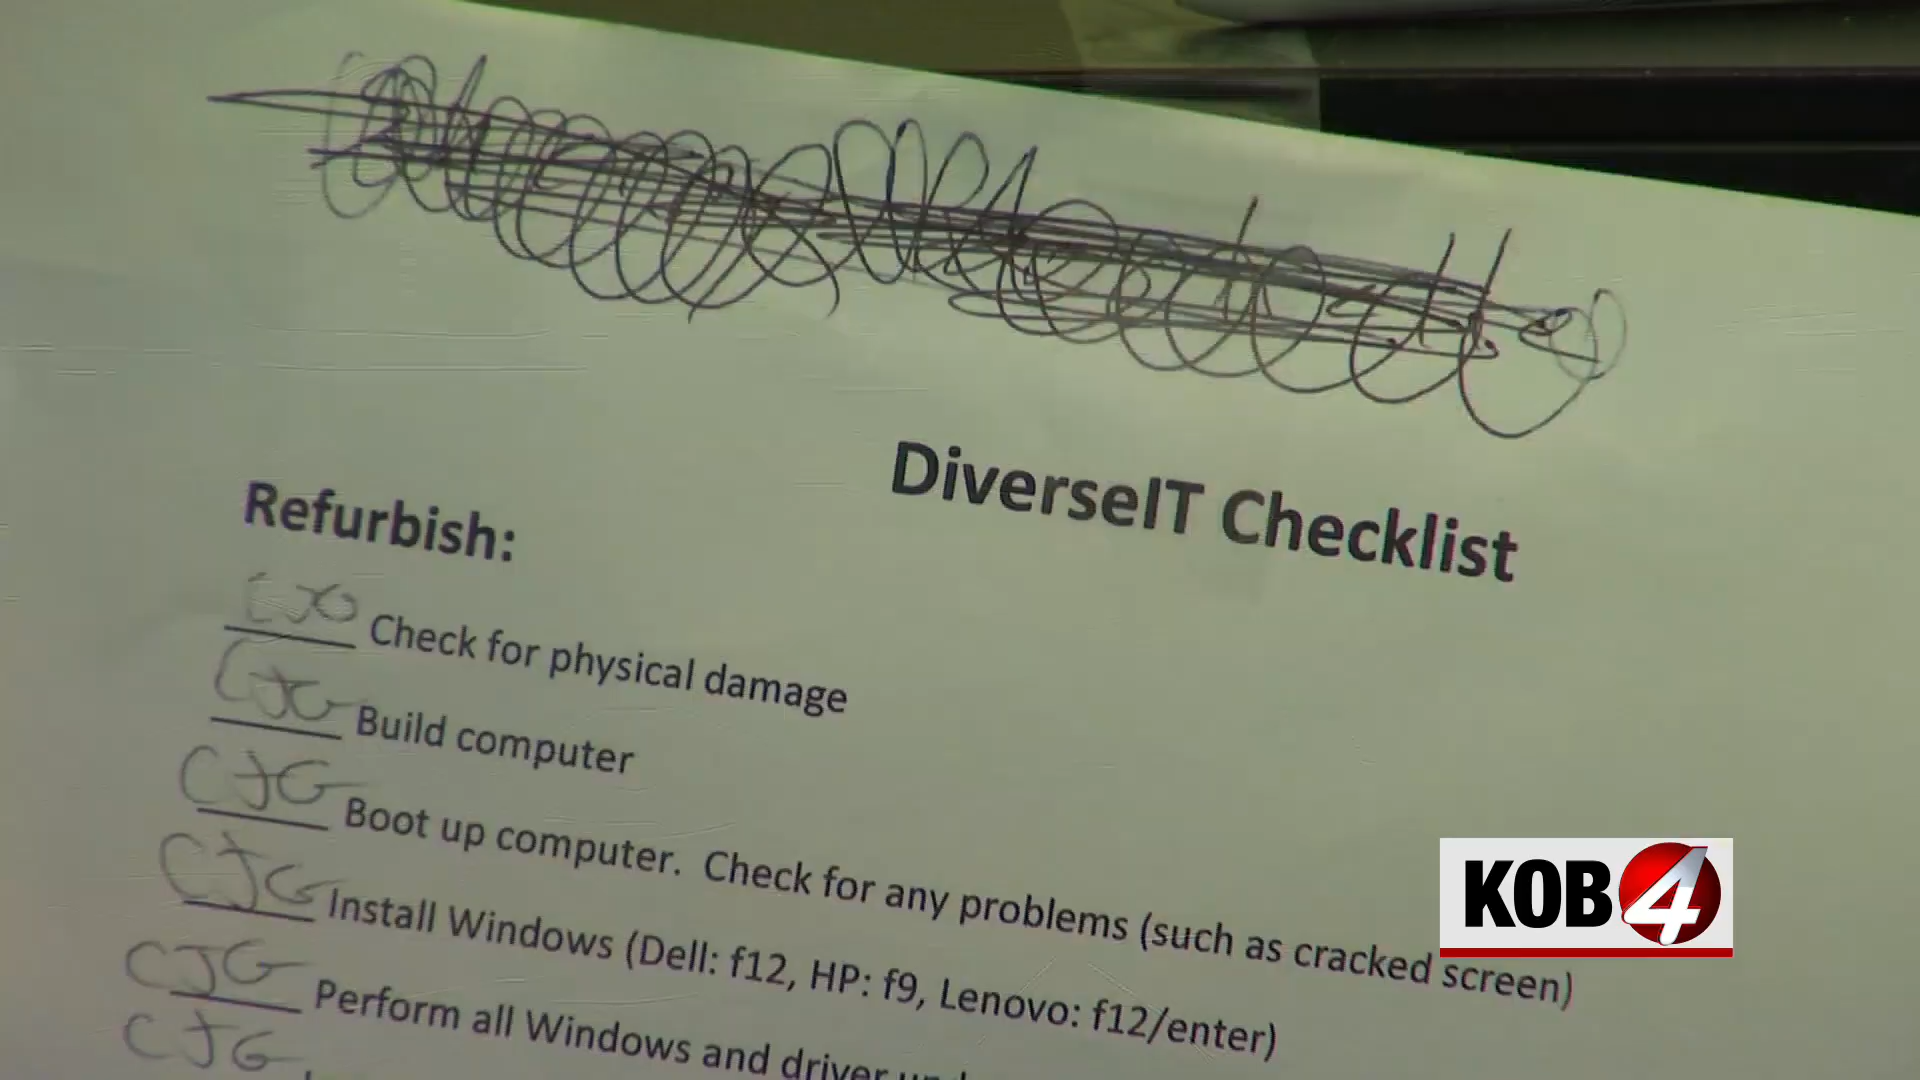 DiverseIT Checklist
Refurbish:
CJG Check for physical damage
CJG Build computer
CJG Boot up computer.  Check for any problems (such as cracked screen)
CJG Install Windows (Dell: f12, HP: f9, Lenovo: f12/enter)
CJG Perform all Windows and driver
CJG
KOB 4